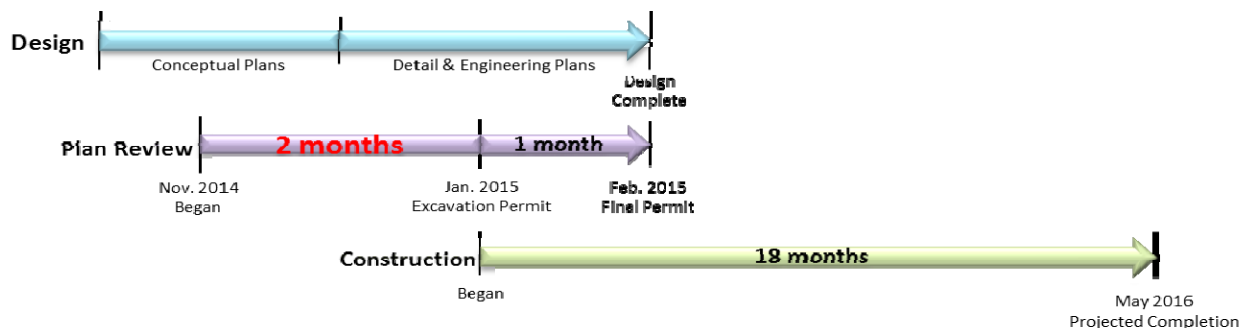 Design
Conceptual Plans
Detail & Engineering Plans
Design
Complete
Plan Review
2 months
1 month
Nov. 2014
Began
Jan. 2015
Excavation Permit
Feb. 2015
Final Permit
Construction
18 months
Began
May 2016
Projected Completion